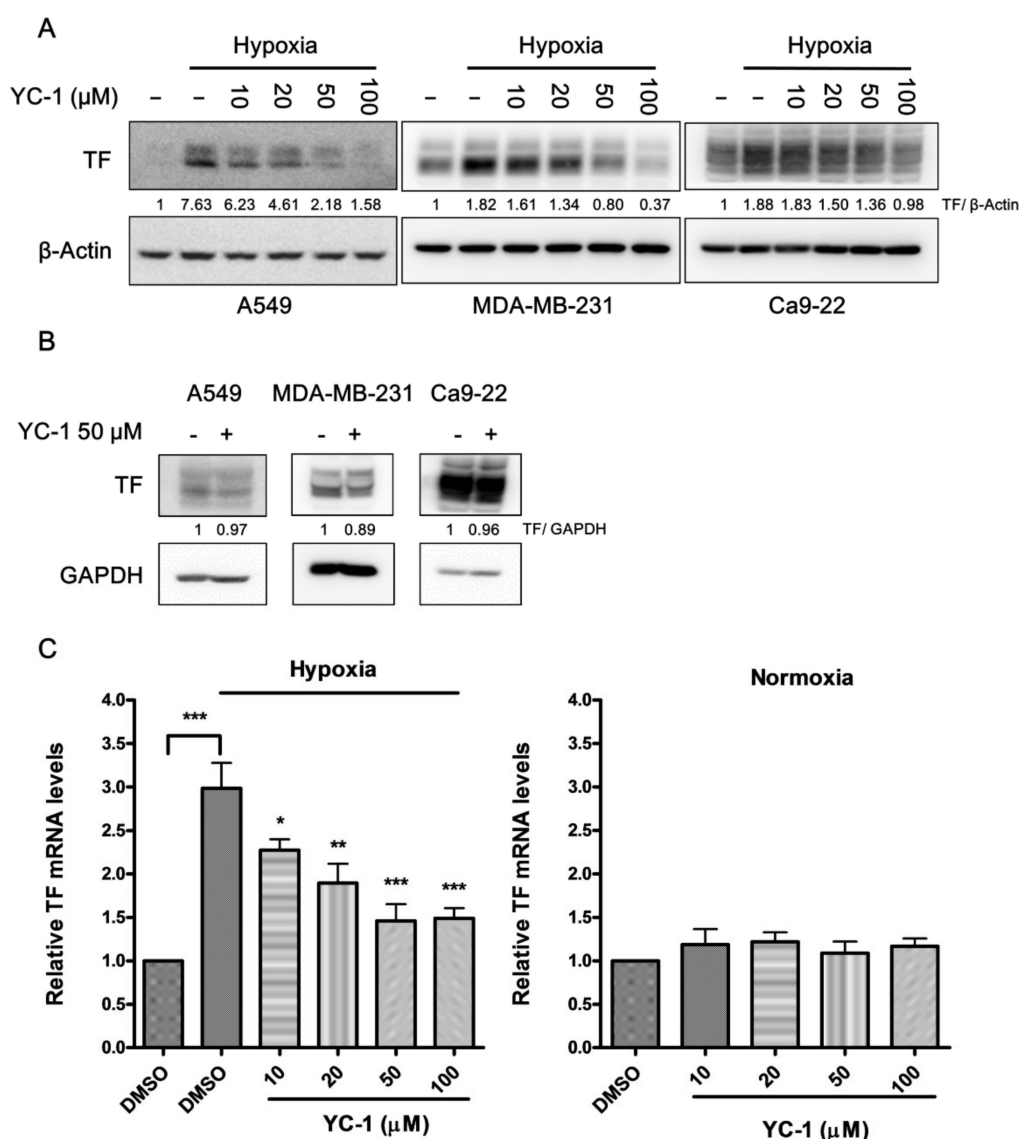 A
Hypoxia Hypoxia Hypoxia
YC-1 (µM) – – 10 20 50 100 – – 10 20 50 100 – – 10 20 50 100
TF
1 7.63 6.23 4.61 2.18 1.58 1 1.82 1.61 1.34 0.80 0.37 1 1.88 1.83 1.50 1.36 0.98 TF/ β-Actin
β-Actin
A549 MDA-MB-231 Ca9-22
B
A549 MDA-MB-231 Ca9-22
YC-1 50 µM - + - + - +
TF
1 0.97 1 0.89 1 0.96 TF/ GAPDH
GAPDH
C
Hypoxia
Relative TF mRNA levels
4.0
3.5
3.0
2.5
2.0
1.5
1.0
0.5
0.0
***
*
**
***
***
DMSO DMSO 10 20 50 100
YC-1 (µM)
Normoxia
Relative TF mRNA levels
4.0
3.5
3.0
2.5
2.0
1.5
1.0
0.5
0.0
DMSO 10 20 50 100
YC-1 (µM)